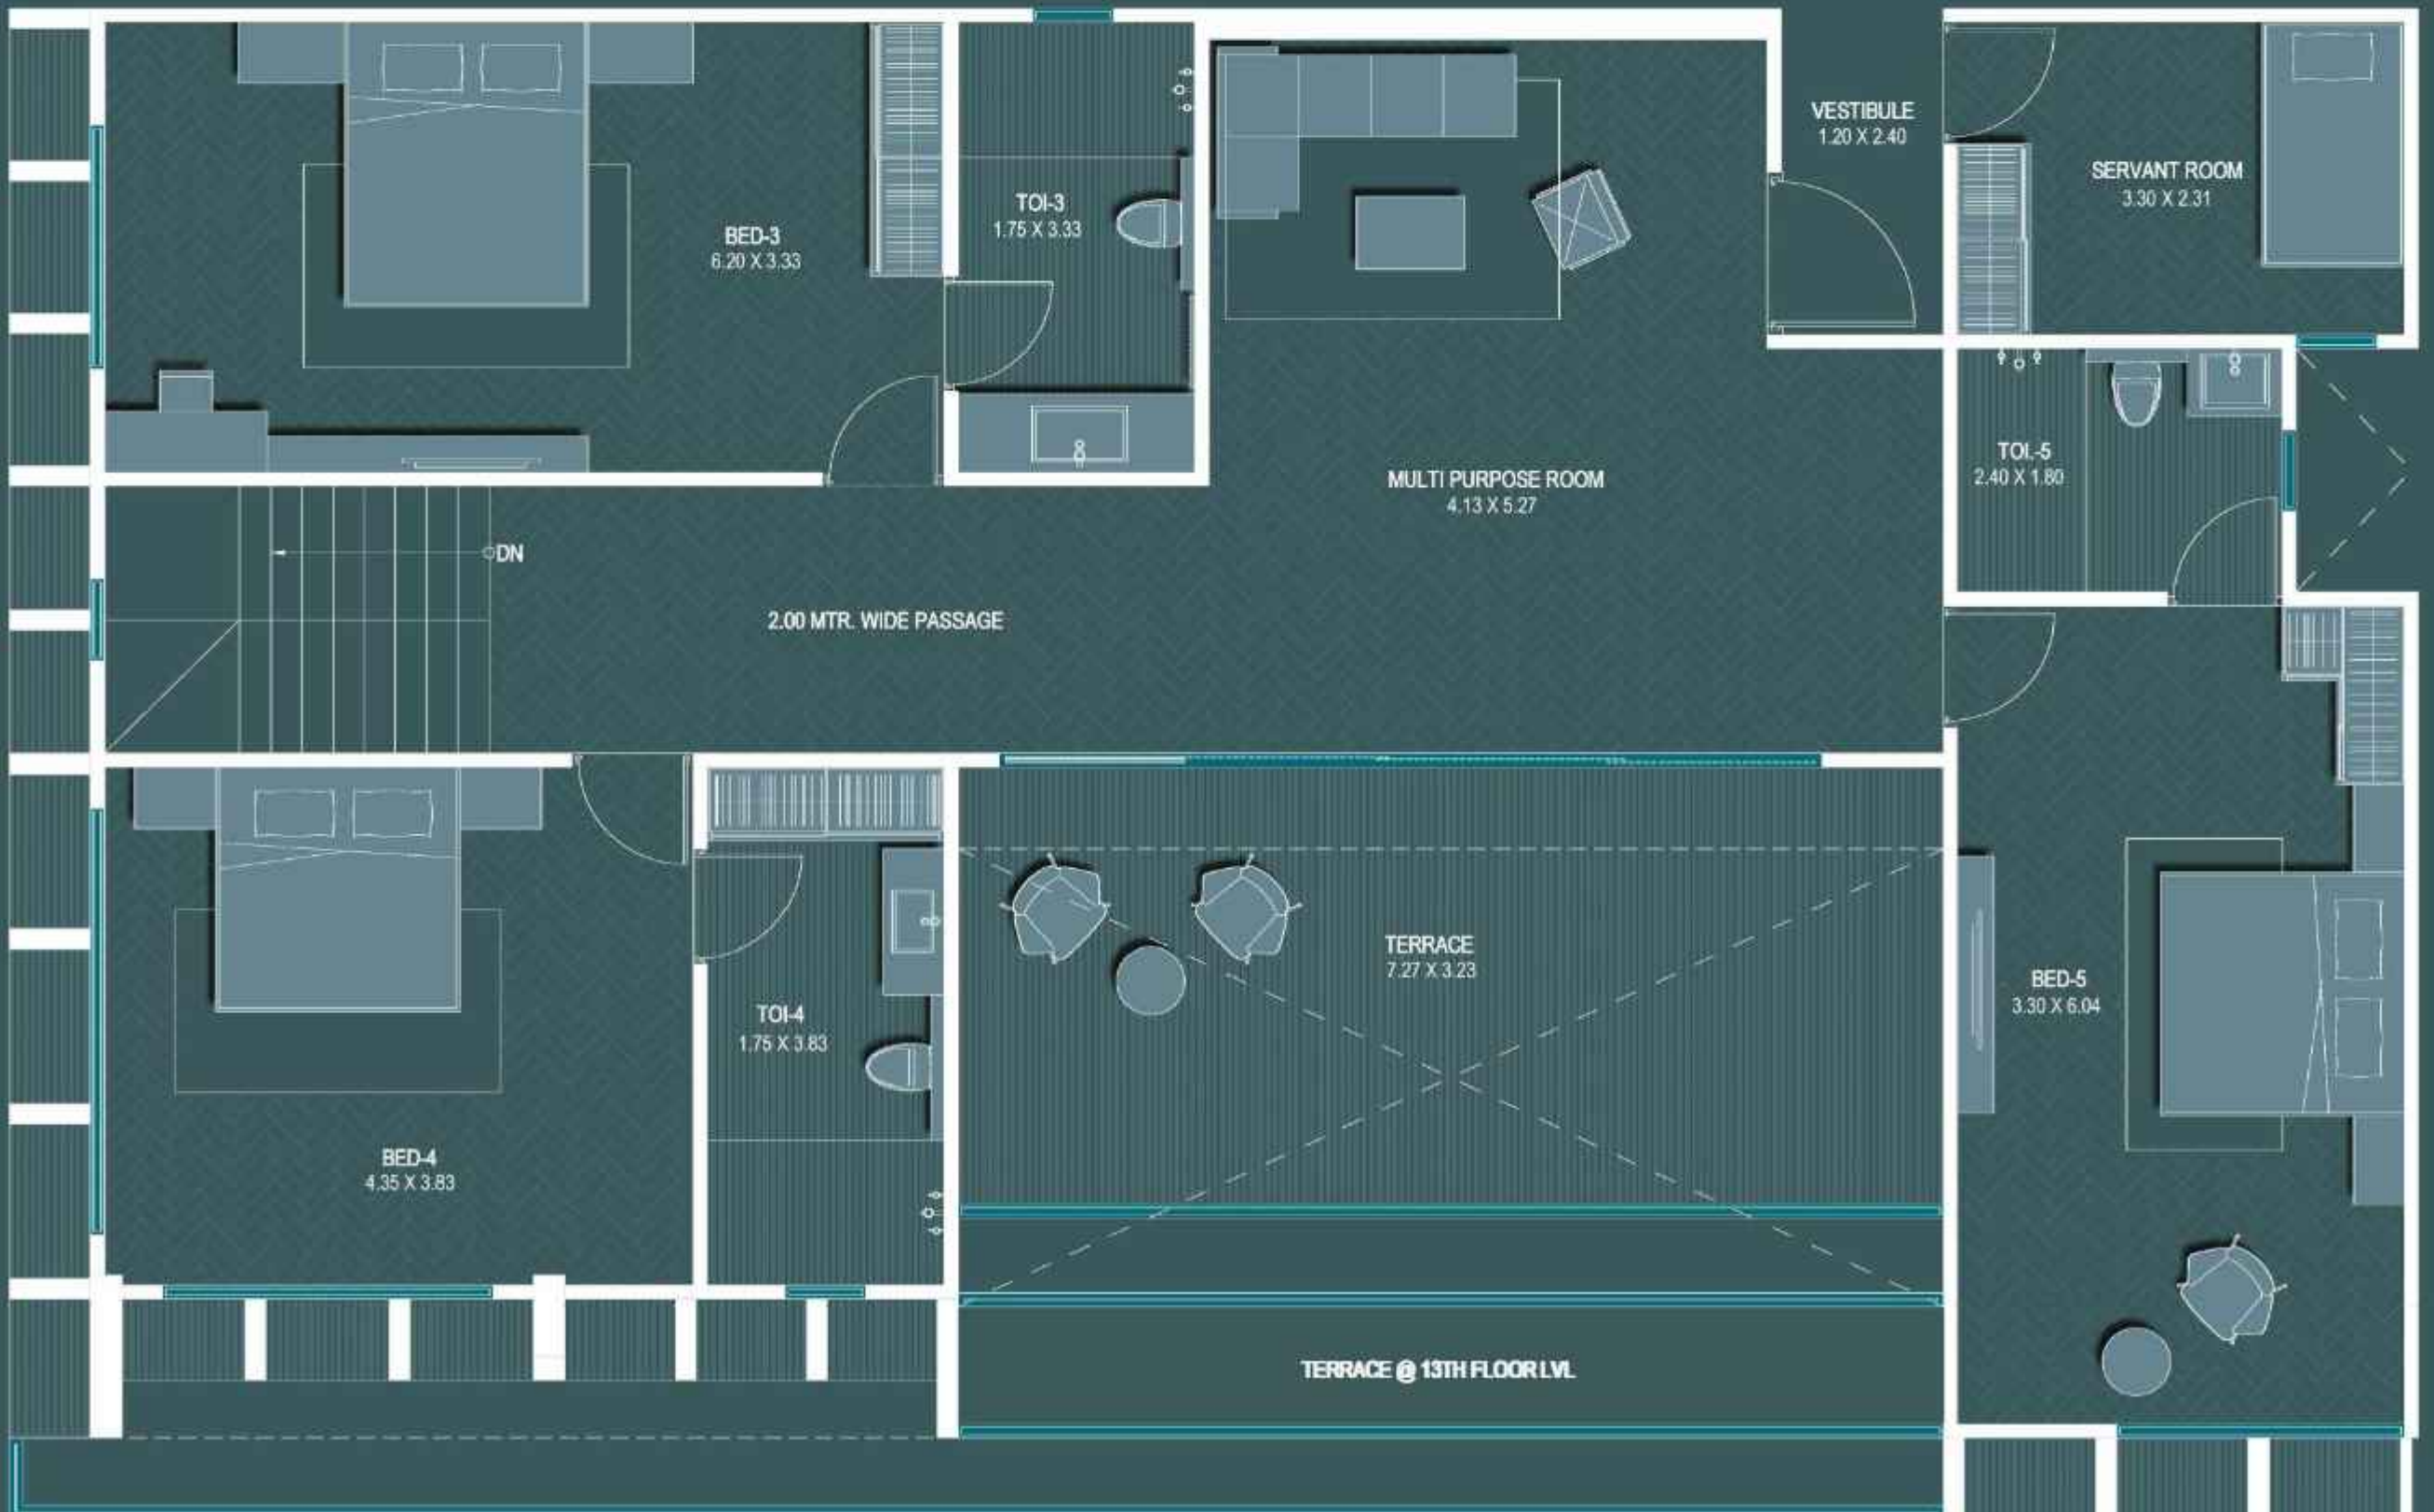 VESTIBULE
1.20 X 2.40
SERVANT ROOM
3.30 X 2.31
TOI-3
1.75 X 3.33
BED-3
6.20 X 3.33
MULTI PURPOSE ROOM
4.13 X 5.27
TOI.-5
2.40 X 1.80
DN
2.00 MTR. WIDE PASSAGE
TERRACE
7.27 X 3.23
BED-5
3.30 X 6.04
TOI-4
1.75 X 3.83
BED-4
4.35 X 3.83
TERRACE @ 13TH FLOOR LVL